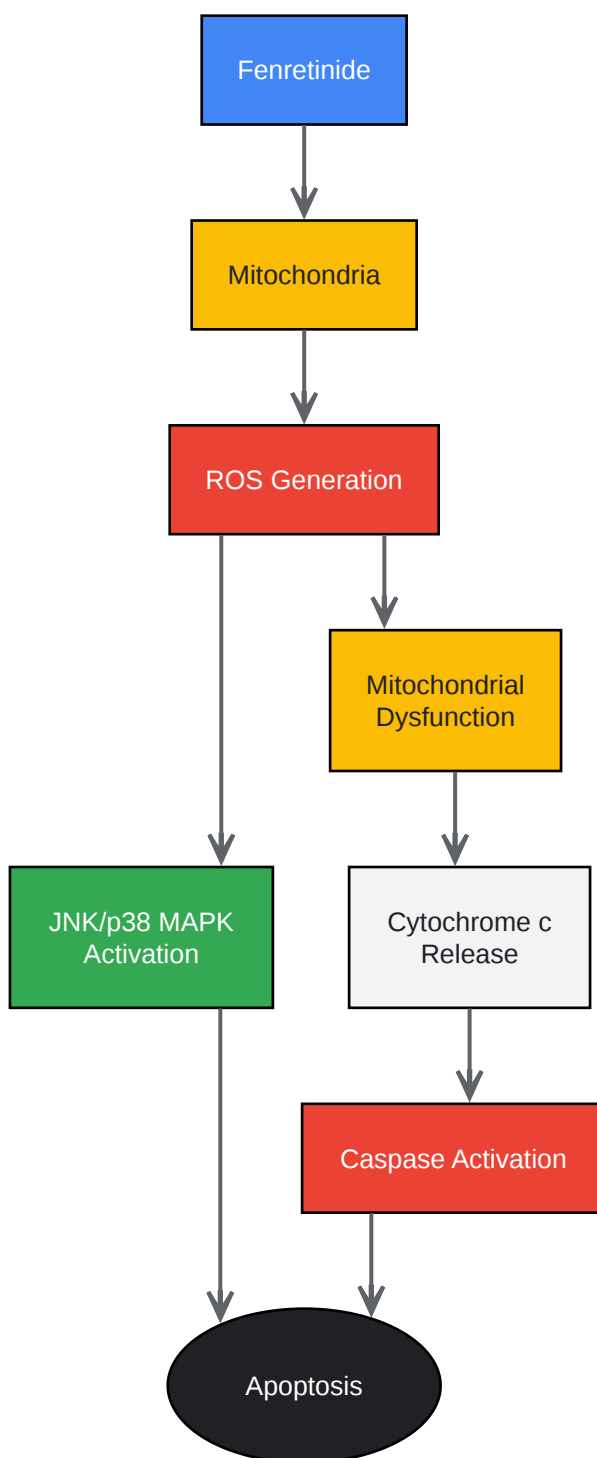 Fenretinide
Mitochondria
ROS Generation
Mitochondrial
Dysfunction
JNK/p38 MAPK
Activation
Cytochrome c
Release
Caspase Activation
Apoptosis